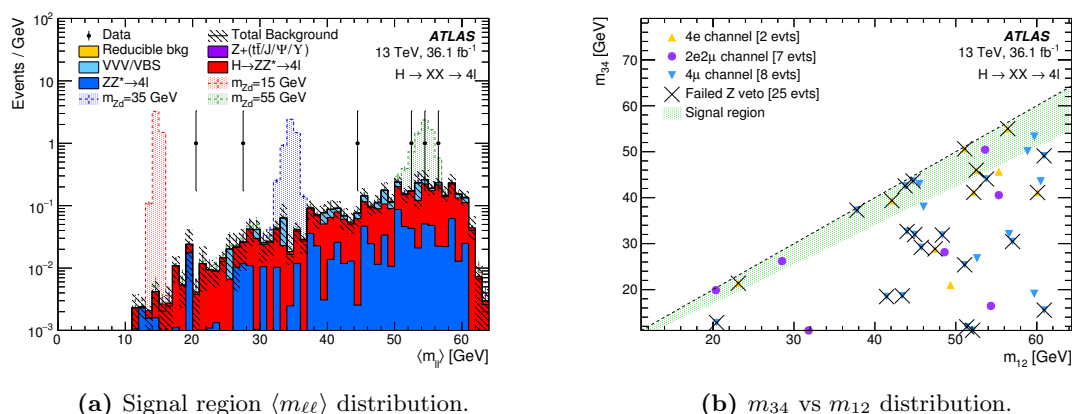 Events / GeV
10²
10
1
10⁻¹
10⁻²
10⁻³
Data
Total Background
Reducible bkg
Z+(tt̄/J/Ψ/Υ)
VVV/VBS
H→ZZ*→4l
ZZ*→4l
m_Zd=15 GeV
m_Zd=35 GeV
m_Zd=55 GeV
ATLAS
13 TeV, 36.1 fb⁻¹
H → XX → 4l
0 10 20 30 40 50 60
⟨m_ll⟩ [GeV]
(a) Signal region ⟨m_ℓℓ⟩ distribution.
m₃₄ [GeV]
70
60
50
40
30
20
4e channel [2 evts]
2e2μ channel [7 evts]
4μ channel [8 evts]
Failed Z veto [25 evts]
Signal region
ATLAS
13 TeV, 36.1 fb⁻¹
H → XX → 4l
20 30 40 50 60
m₁₂ [GeV]
(b) m₃₄ vs m₁₂ distribution.